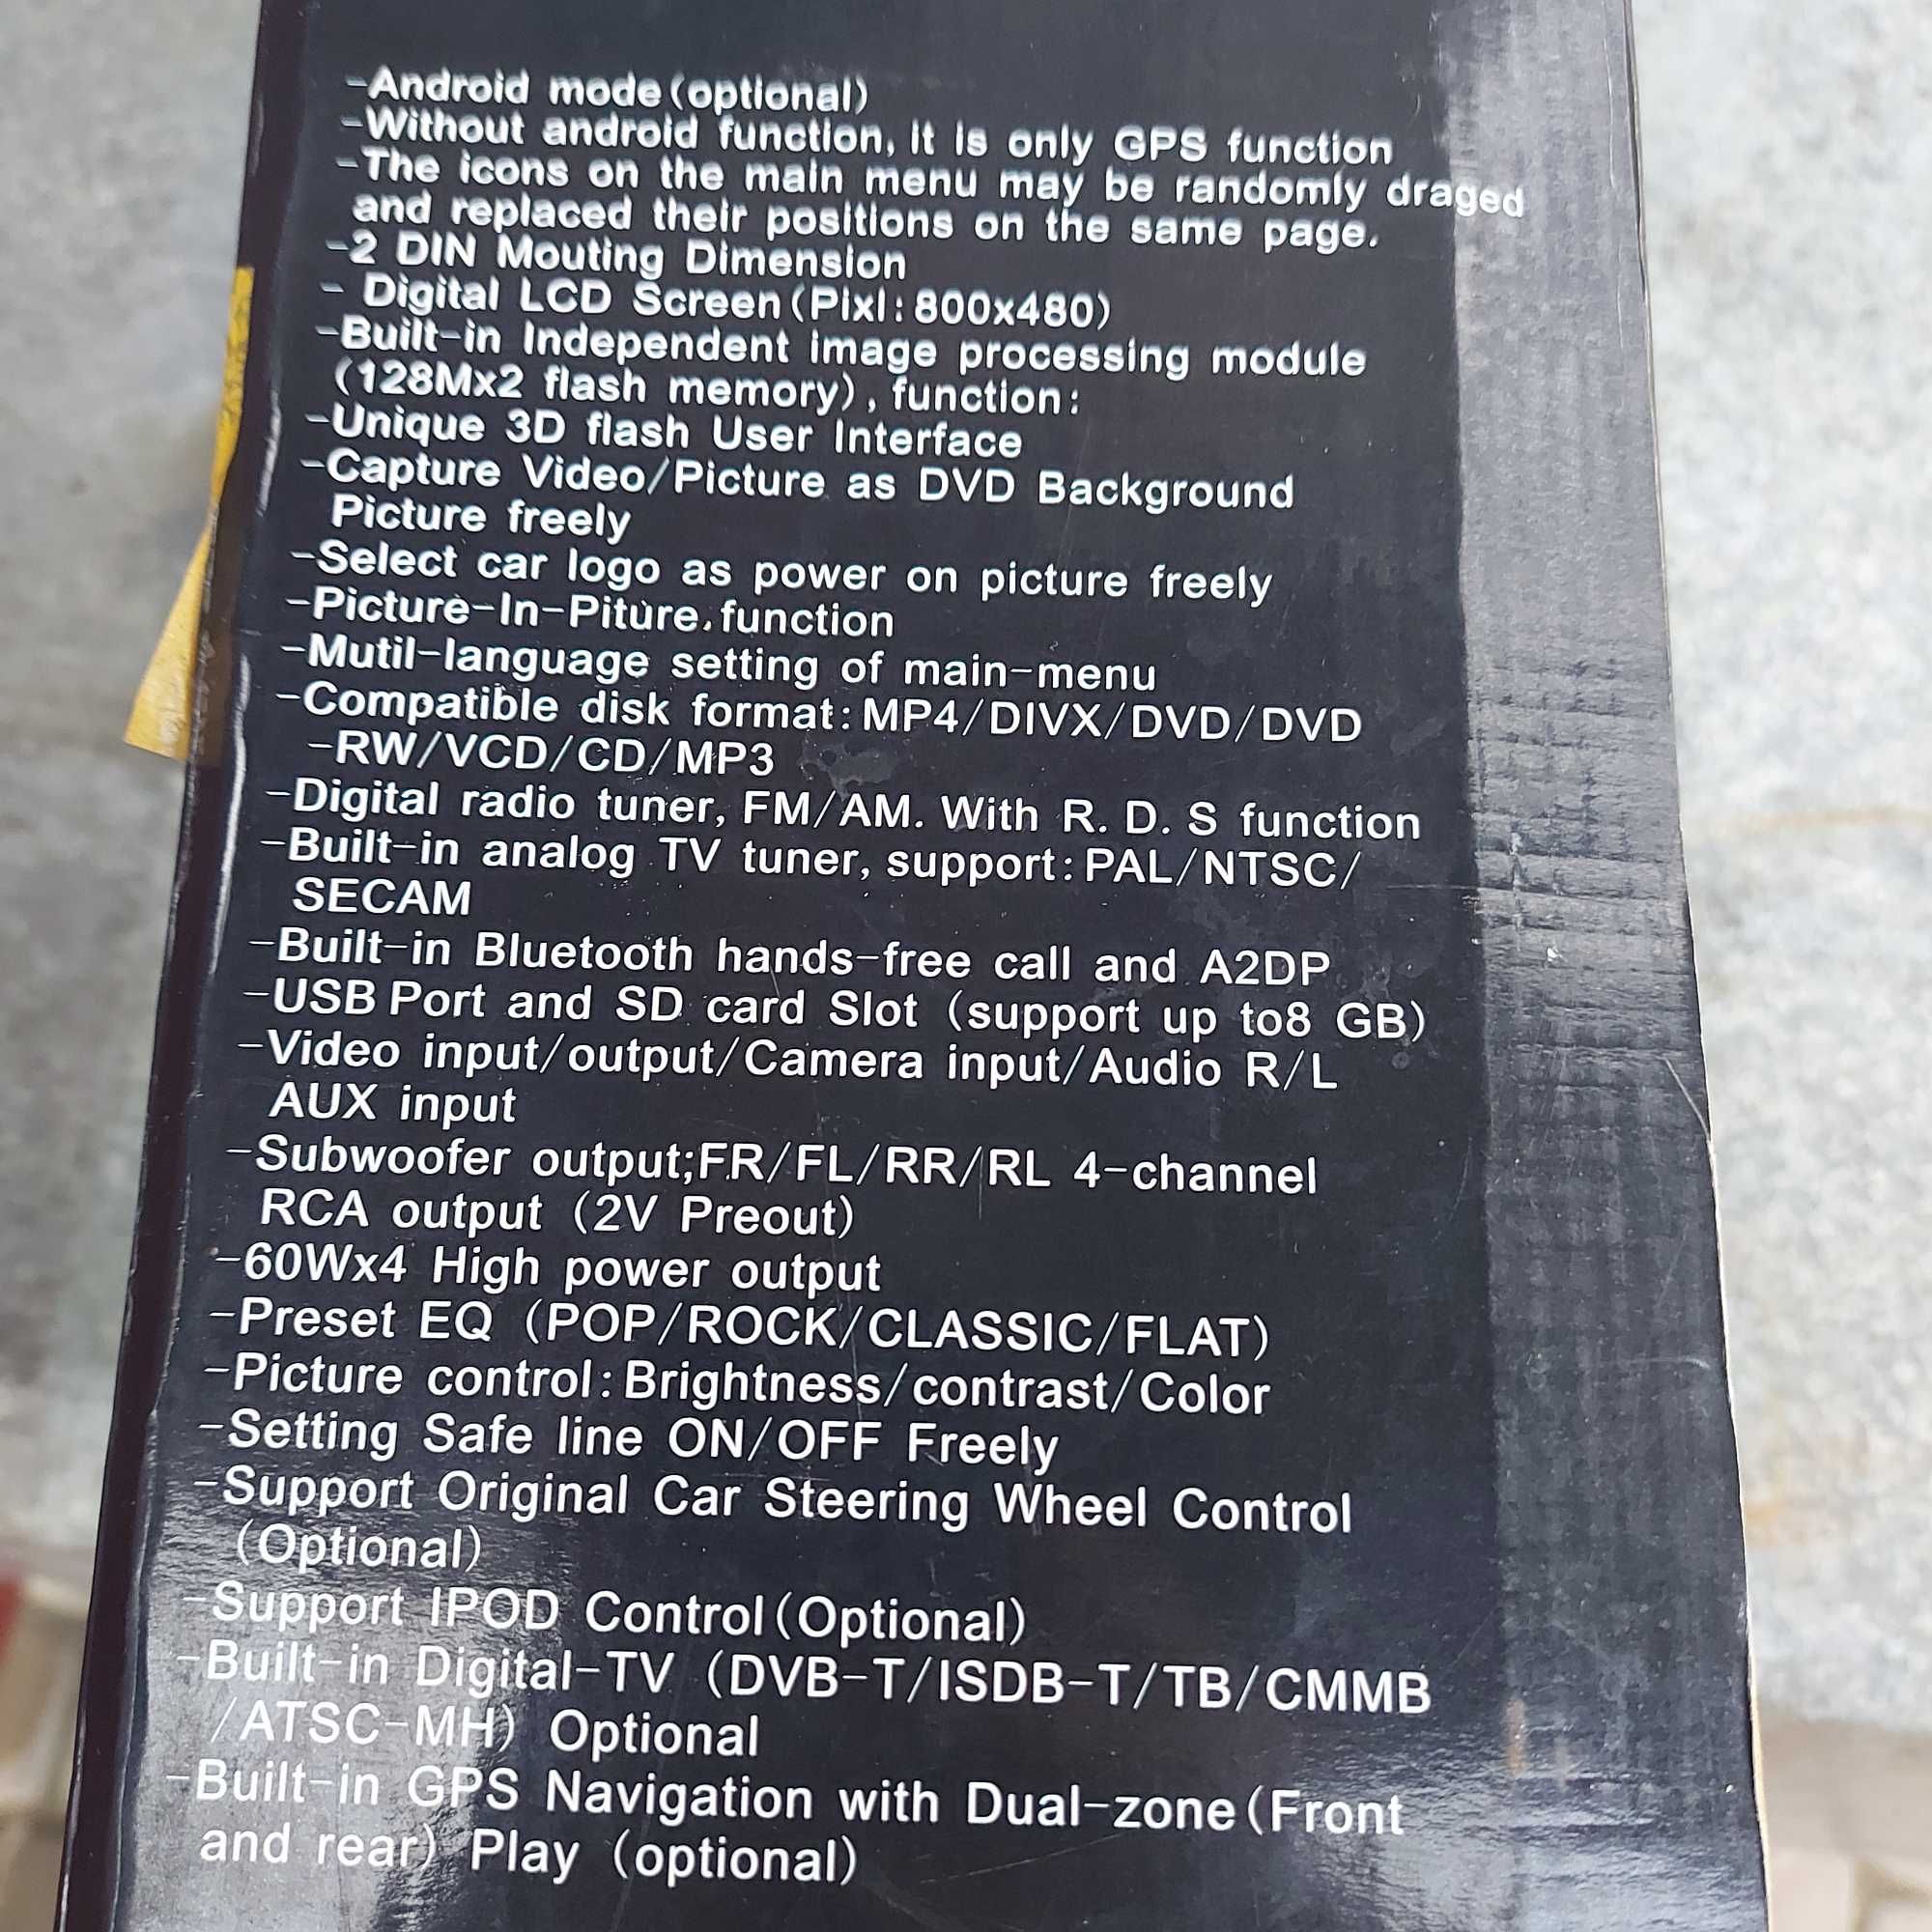 -Android mode(optional)
-Without android function, it is only GPS function
-The icons on the main menu may be randomly draged
and replaced their positions on the same page.
-2 DIN Mouting Dimension
- Digital LCD Screen(Pixl:800x480)
-Built-in Independent image processing module
(128Mx2 flash memory), function:
-Unique 3D flash User Interface
-Capture Video/Picture as DVD Background
Picture freely
-Select car logo as power on picture freely
-Picture-In-Piture.function
-Mutil-language setting of main-menu
-Compatible disk format:MP4/DIVX/DVD/DVD
-RW/VCD/CD/MP3
-Digital radio tuner, FM/AM. With R. D. S function
-Built-in analog TV tuner, support:PAL/NTSC/
SECAM
-Built-in Bluetooth hands-free call and A2DP
-USB Port and SD card Slot (support up to8 GB)
-Video input/output/Camera input/Audio R/L
AUX input
-Subwoofer output;FR/FL/RR/RL 4-channel
RCA output (2V Preout)
-60Wx4 High power output
-Preset EQ (POP/ROCK/CLASSIC/FLAT)
-Picture control:Brightness/contrast/Color
-Setting Safe line ON/OFF Freely
-Support Original Car Steering Wheel Control
(Optional)
-Support IPOD Control(Optional)
-Built-in Digital-TV (DVB-T/ISDB-T/TB/CMMB
/ATSC-MH) Optional
-Built-in GPS Navigation with Dual-zone(Front
and rear) Play (optional)